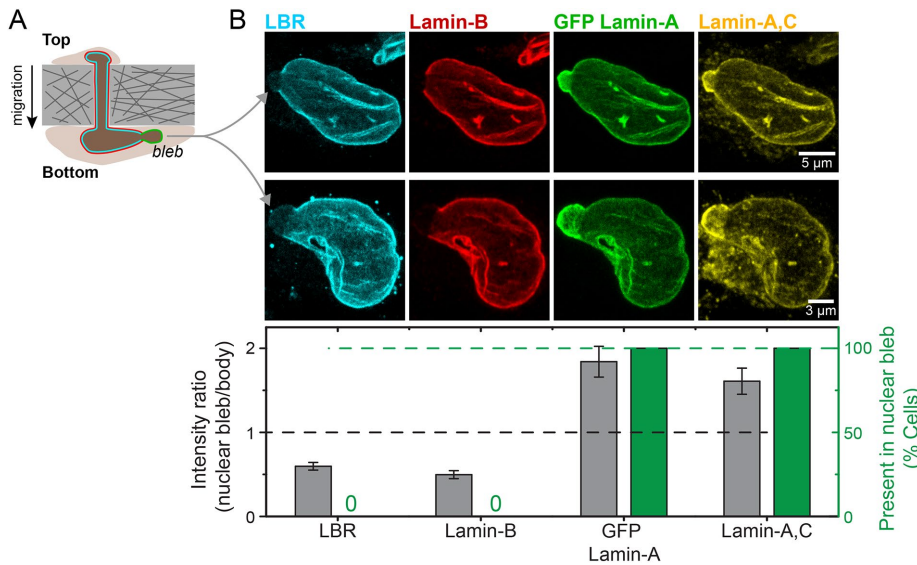 A
Top
migration
bleb
Bottom
B
LBR
Lamin-B
GFP Lamin-A
Lamin-A,C
5 µm
3 µm
Intensity ratio
(nuclear bleb/body)
2
1
0
0
0
100
50
0
Present in nuclear bleb
(% Cells)
LBR
Lamin-B
GFP
Lamin-A
Lamin-A,C